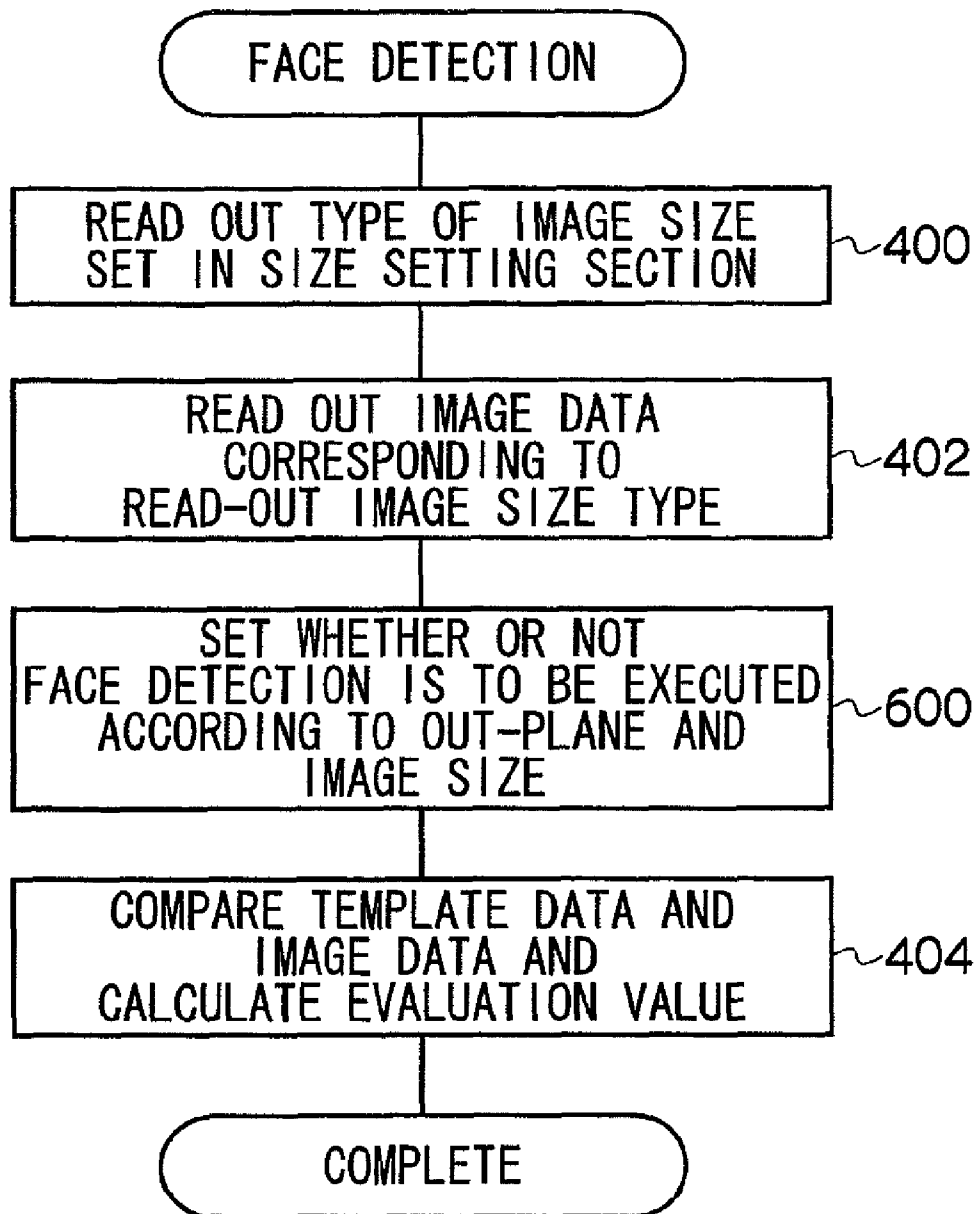 FACE DETECTION
READ OUT TYPE OF IMAGE SIZE
SET IN SIZE SETTING SECTION
400
READ OUT IMAGE DATA
CORRESPONDING TO
READ-OUT IMAGE SIZE TYPE
402
SET WHETHER OR NOT
FACE DETECTION IS TO BE EXECUTED
ACCORDING TO OUT-PLANE AND
IMAGE SIZE
600
COMPARE TEMPLATE DATA AND
IMAGE DATA AND
CALCULATE EVALUATION VALUE
404
COMPLETE